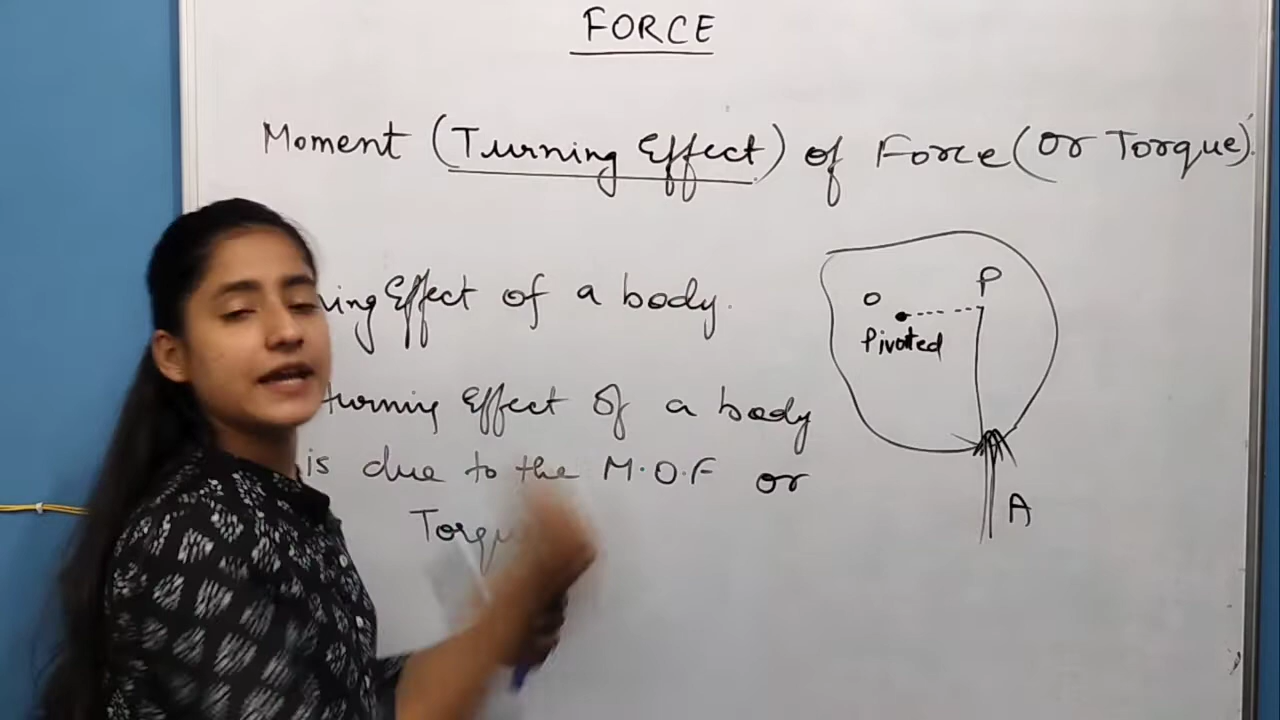 FORCE
Moment (Turning Effect) of Force (or Torque).
ing Effect of a body.
turning Effect of a body
is due to the M.O.F or
Torqu
O
P
Pivoted
A